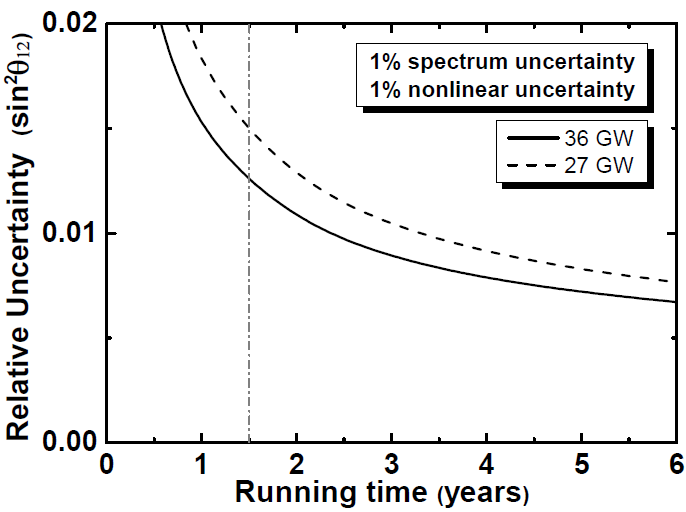 0.02
0.01
0.00
Relative Uncertainty (sin²θ₁₂)
1% spectrum uncertainty
1% nonlinear uncertainty
36 GW
27 GW
0 1 2 3 4 5 6
Running time (years)